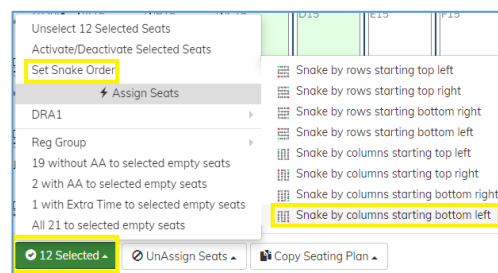 D15 E15 F15
Unselect 12 Selected Seats
Activate/Deactivate Selected Seats
Set Snake Order
Assign Seats
DRA1
Reg Group
19 without AA to selected empty seats
2 with AA to selected empty seats
1 with Extra Time to selected empty seats
All 21 to selected empty seats
Snake by rows starting top left
Snake by rows starting top right
Snake by rows starting bottom right
Snake by rows starting bottom left
Snake by columns starting top left
Snake by columns starting top right
Snake by columns starting bottom right
Snake by columns starting bottom left
12 Selected
UnAssign Seats
Copy Seating Plan